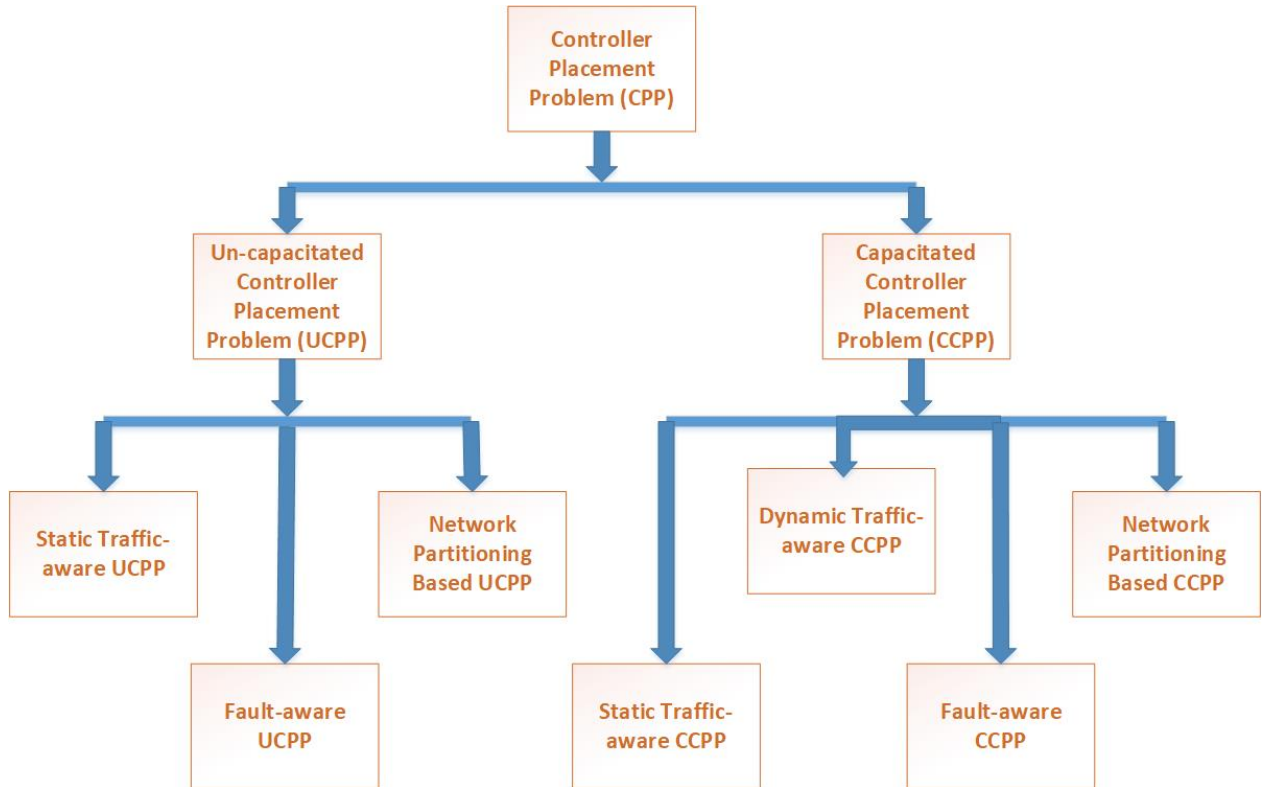 Controller
Placement
Problem (CPP)
Un-capacitated
Controller
Placement
Problem (UCPP)
Capacitated
Controller
Placement
Problem (CCPP)
Static Traffic-
aware UCPP
Network
Partitioning
Based UCPP
Dynamic Traffic-
aware CCPP
Network
Partitioning
Based CCPP
Fault-aware
UCPP
Static Traffic-
aware CCPP
Fault-aware
CCPP